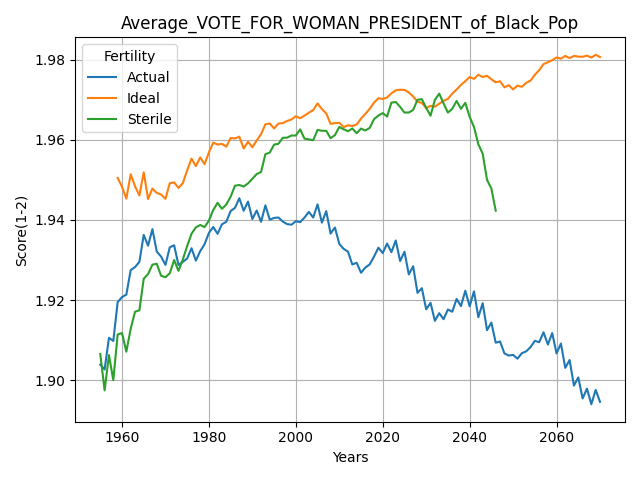 Average_VOTE_FOR_WOMAN_PRESIDENT_of_Black_Pop
Fertility
Actual
Ideal
Sterile
1.98
1.96
1.94
1.92
1.90
Score(1-2)
1960 1980 2000 2020 2040 2060
Years